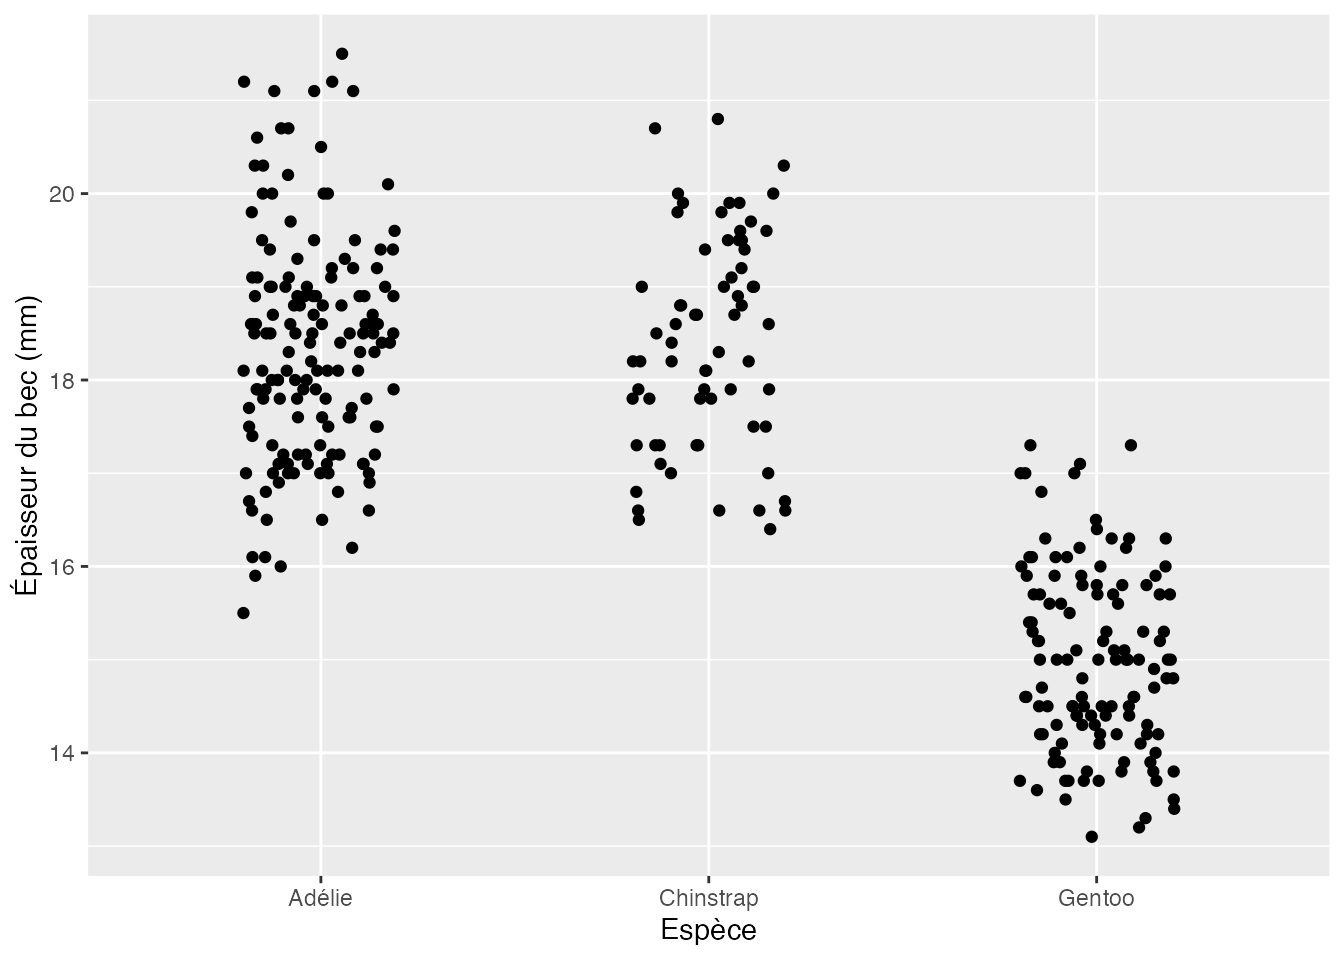 Épaisseur du bec (mm)
20
18
16
14
Adélie
Chinstrap
Gentoo
Espèce